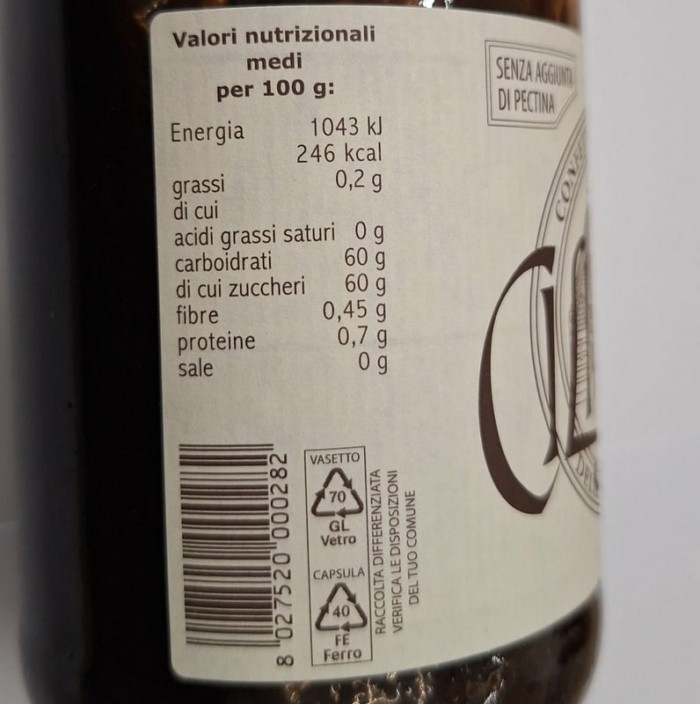 Valori nutrizionali
medi
per 100 g:
Energia 1043 kJ
246 kcal
grassi 0,2 g
di cui
acidi grassi saturi 0 g
carboidrati 60 g
di cui zuccheri 60 g
fibre 0,45 g
proteine 0,7 g
sale 0 g
SENZA AGGIUNTA
DI PECTINA
8 027520 000282
VASETTO
70
GL
Vetro
CAPSULA
40
FE
Ferro
RACCOLTA DIFFERENZIATA
VERIFICA LE DISPOSIZIONI
DEL TUO COMUNE